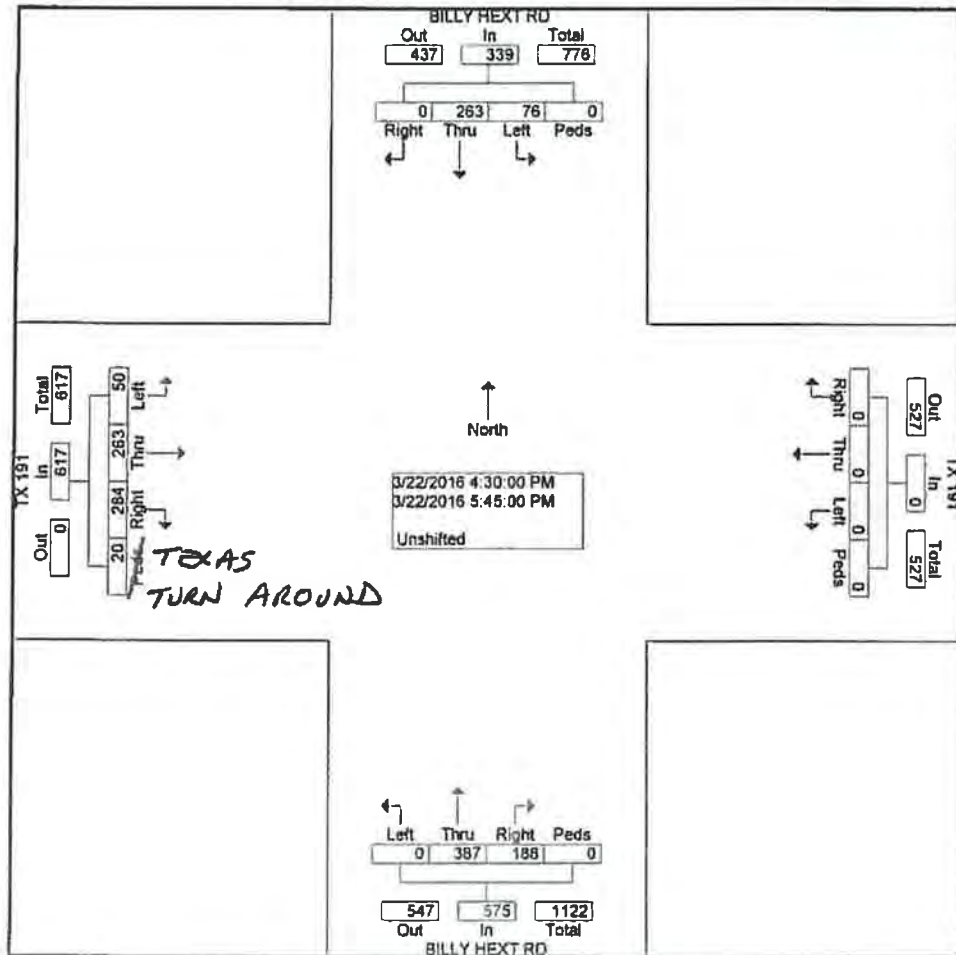 BILLY HEXT RD
Out In Total
437 339 776
0 263 76 0
Right Thru Left Peds
Total 617
In 617
Out 0
TX 191
50 Left
263 Thru
284 Right
20 Peds
TEXAS
TURN AROUND
North
3/22/2016 4:30:00 PM
3/22/2016 5:45:00 PM
Unshifted
Right 0
Thru 0
Left 0
Peds 0
Out 527
In 0
Total 527
TX 191
Left Thru Right Peds
0 387 188 0
547 575 1122
Out In Total
BILLY HEXT RD